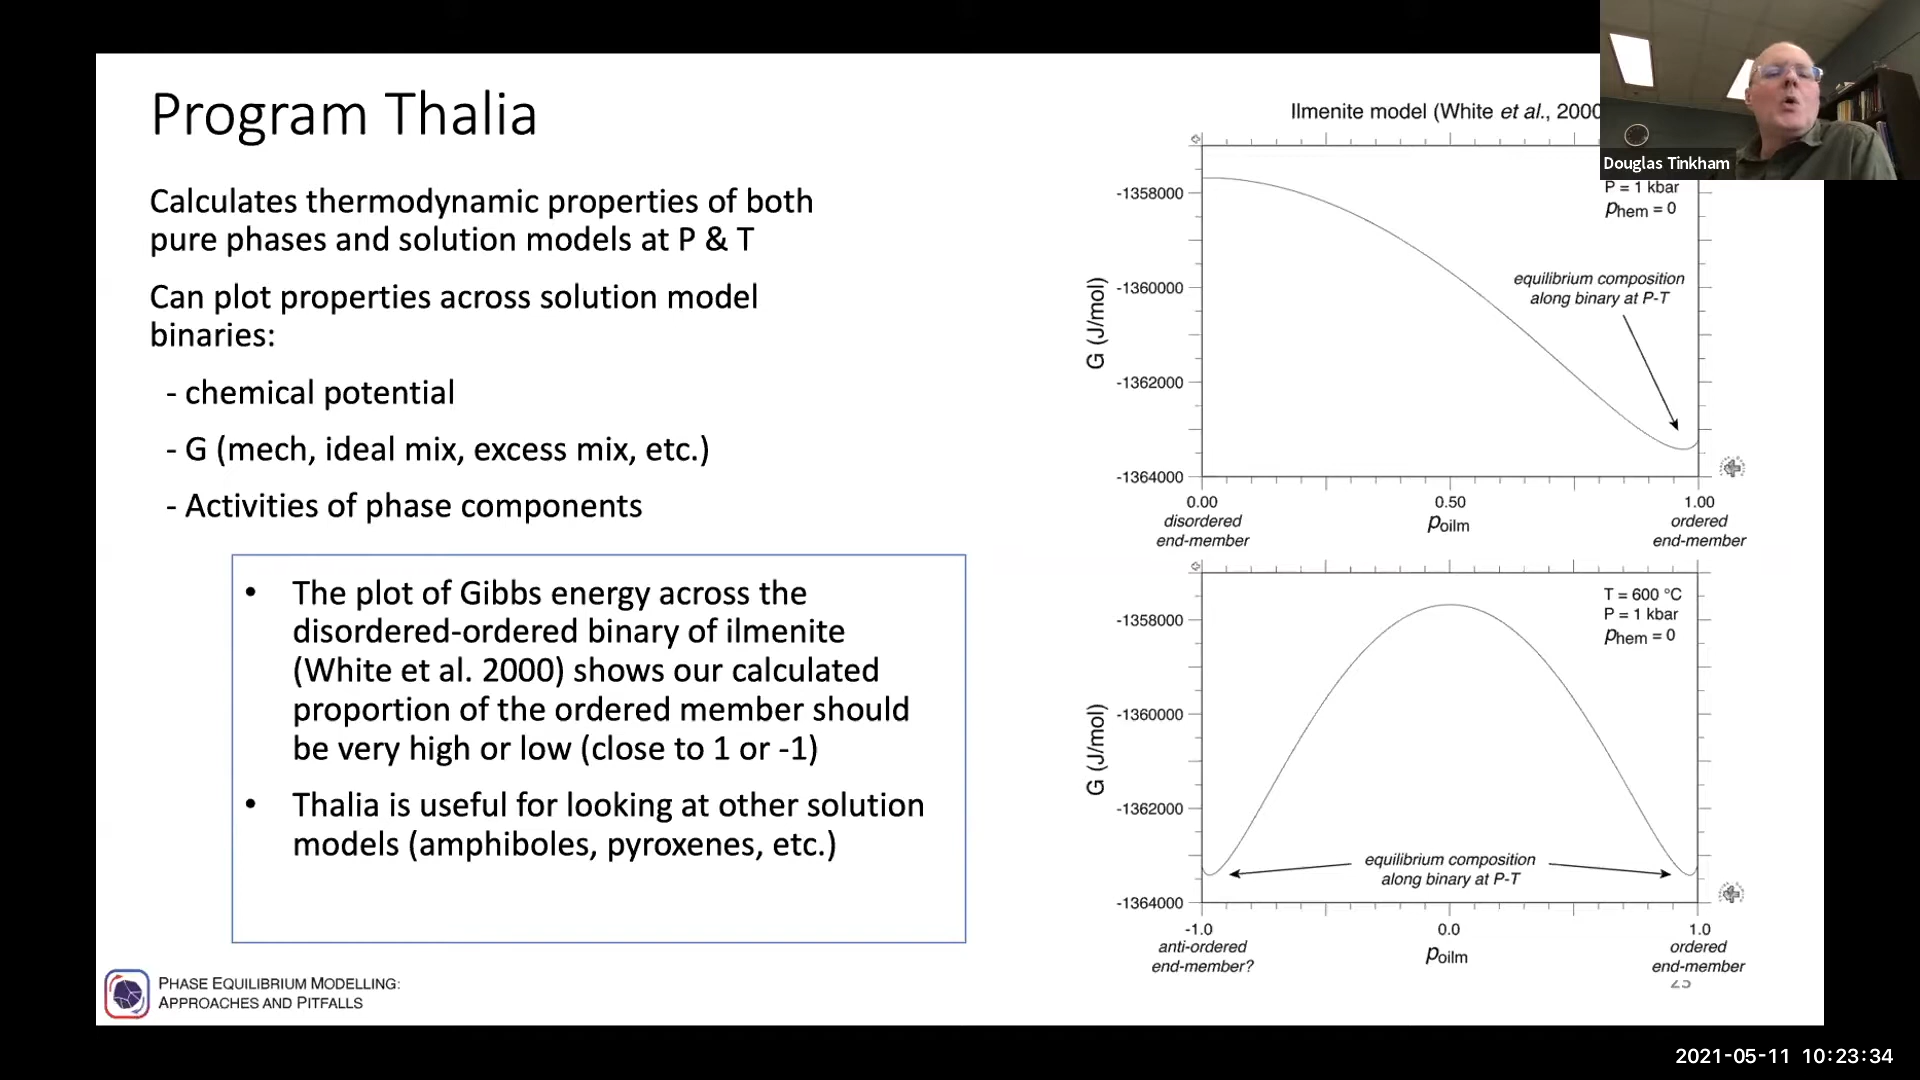 Program Thalia
Calculates thermodynamic properties of both
pure phases and solution models at P & T
Can plot properties across solution model
binaries:
- chemical potential
- G (mech, ideal mix, excess mix, etc.)
- Activities of phase components
• The plot of Gibbs energy across the
disordered-ordered binary of ilmenite
(White et al. 2000) shows our calculated
proportion of the ordered member should
be very high or low (close to 1 or -1)
• Thalia is useful for looking at other solution
models (amphiboles, pyroxenes, etc.)
PHASE EQUILIBRIUM MODELLING:
APPROACHES AND PITFALLS
Ilmenite model (White et al., 2000
Douglas Tinkham
P = 1 kbar
phem = 0
equilibrium composition
along binary at P-T
G (J/mol)
-1358000
-1360000
-1362000
-1364000
0.00 0.50 1.00
disordered
end-member
poilm
ordered
end-member
T = 600 °C
P = 1 kbar
phem = 0
G (J/mol)
-1358000
-1360000
-1362000
-1364000
equilibrium composition
along binary at P-T
-1.0 0.0 1.0
anti-ordered
end-member?
poilm
ordered
end-member
2021-05-11 10:23:34